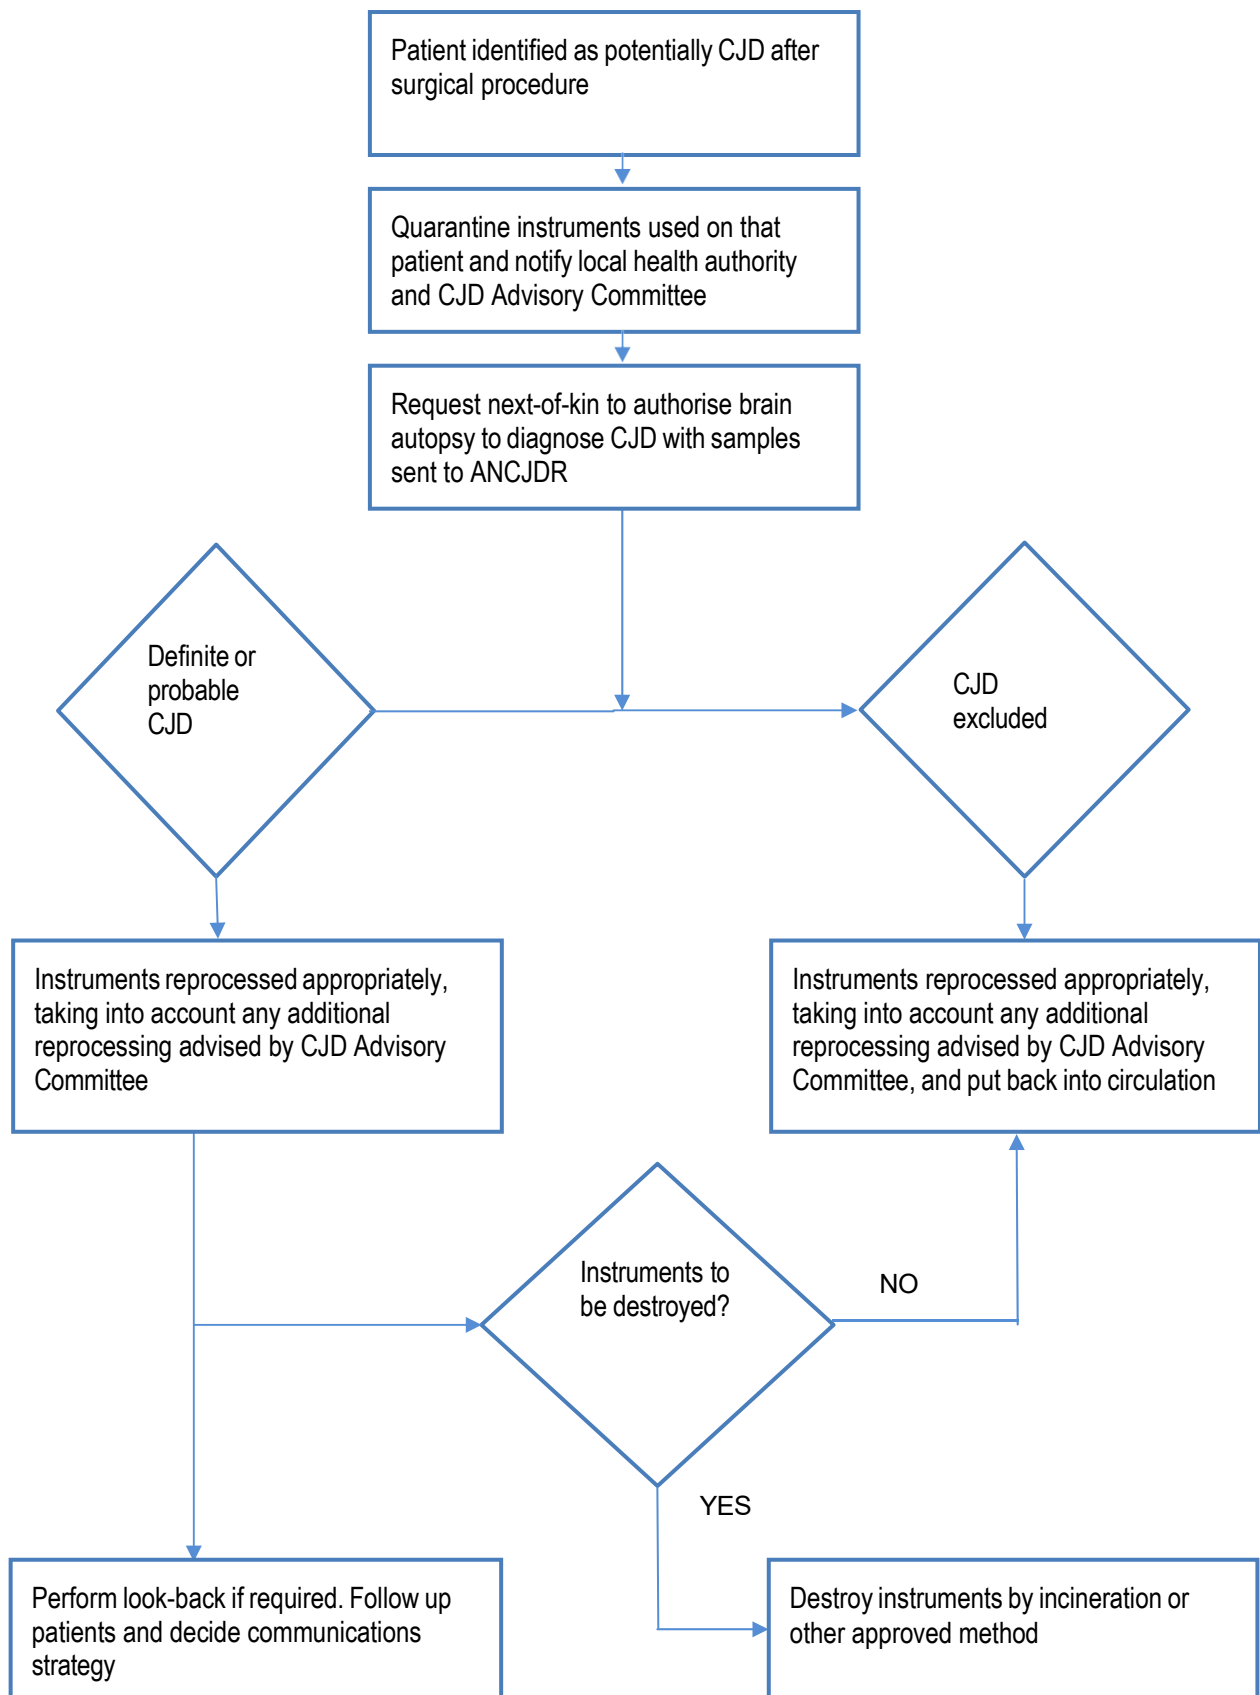 Patient identified as potentially CJD after
surgical procedure
Quarantine instruments used on that
patient and notify local health authority
and CJD Advisory Committee
Request next-of-kin to authorise brain
autopsy to diagnose CJD with samples
sent to ANCJDR
Definite or
probable
CJD
CJD
excluded
Instruments reprocessed appropriately,
taking into account any additional
reprocessing advised by CJD Advisory
Committee
Instruments reprocessed appropriately,
taking into account any additional
reprocessing advised by CJD Advisory
Committee, and put back into circulation
Instruments to
be destroyed?
NO
YES
Perform look-back if required. Follow up
patients and decide communications
strategy
Destroy instruments by incineration or
other approved method